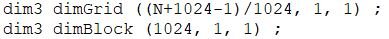 dim3 dimGrid ((N+1024-1)/1024, 1, 1) ;
dim3 dimBlock (1024, 1, 1) ;